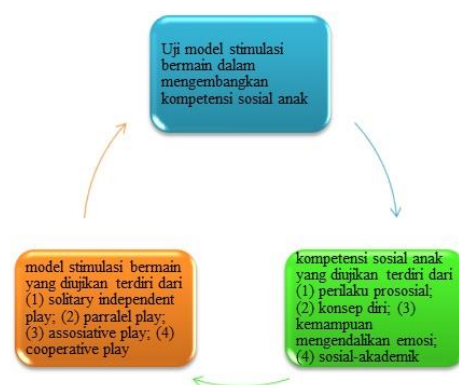 Uji model stimulasi
bermain dalam
mengembangkan
kompetensi sosial anak
model stimulasi bermain
yang diujikan terdiri dari
(1) solitary independent
play; (2) parralel play;
(3) assosiative play; (4)
cooperative play
kompetensi sosial anak
yang diujikan terdiri dari
(1) perilaku prososial;
(2) konsep diri; (3)
kemampuan
mengendalikan emosi;
(4) sosial-akademik